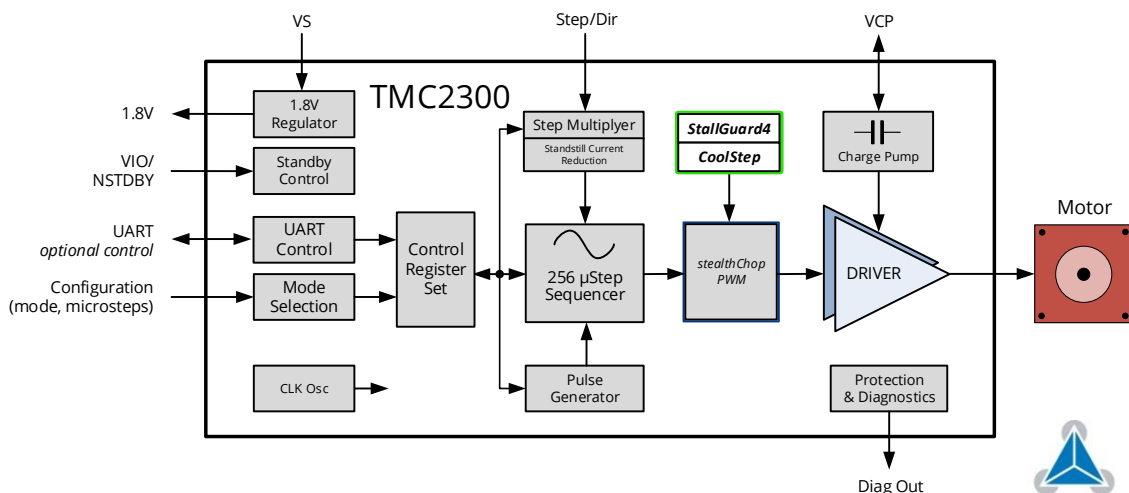 VS
Step/Dir
VCP
TMC2300
1.8V
1.8V
Regulator
Step Multiplyer
Standstill Current
Reduction
StallGuard4
CoolStep
Charge Pump
VIO/
NSTDBY
Standby
Control
UART
optional control
UART
Control
Control
Register
Set
256 µStep
Sequencer
stealthChop
PWM
DRIVER
Motor
Configuration
(mode, microsteps)
Mode
Selection
CLK Osc
Pulse
Generator
Protection
& Diagnostics
Diag Out